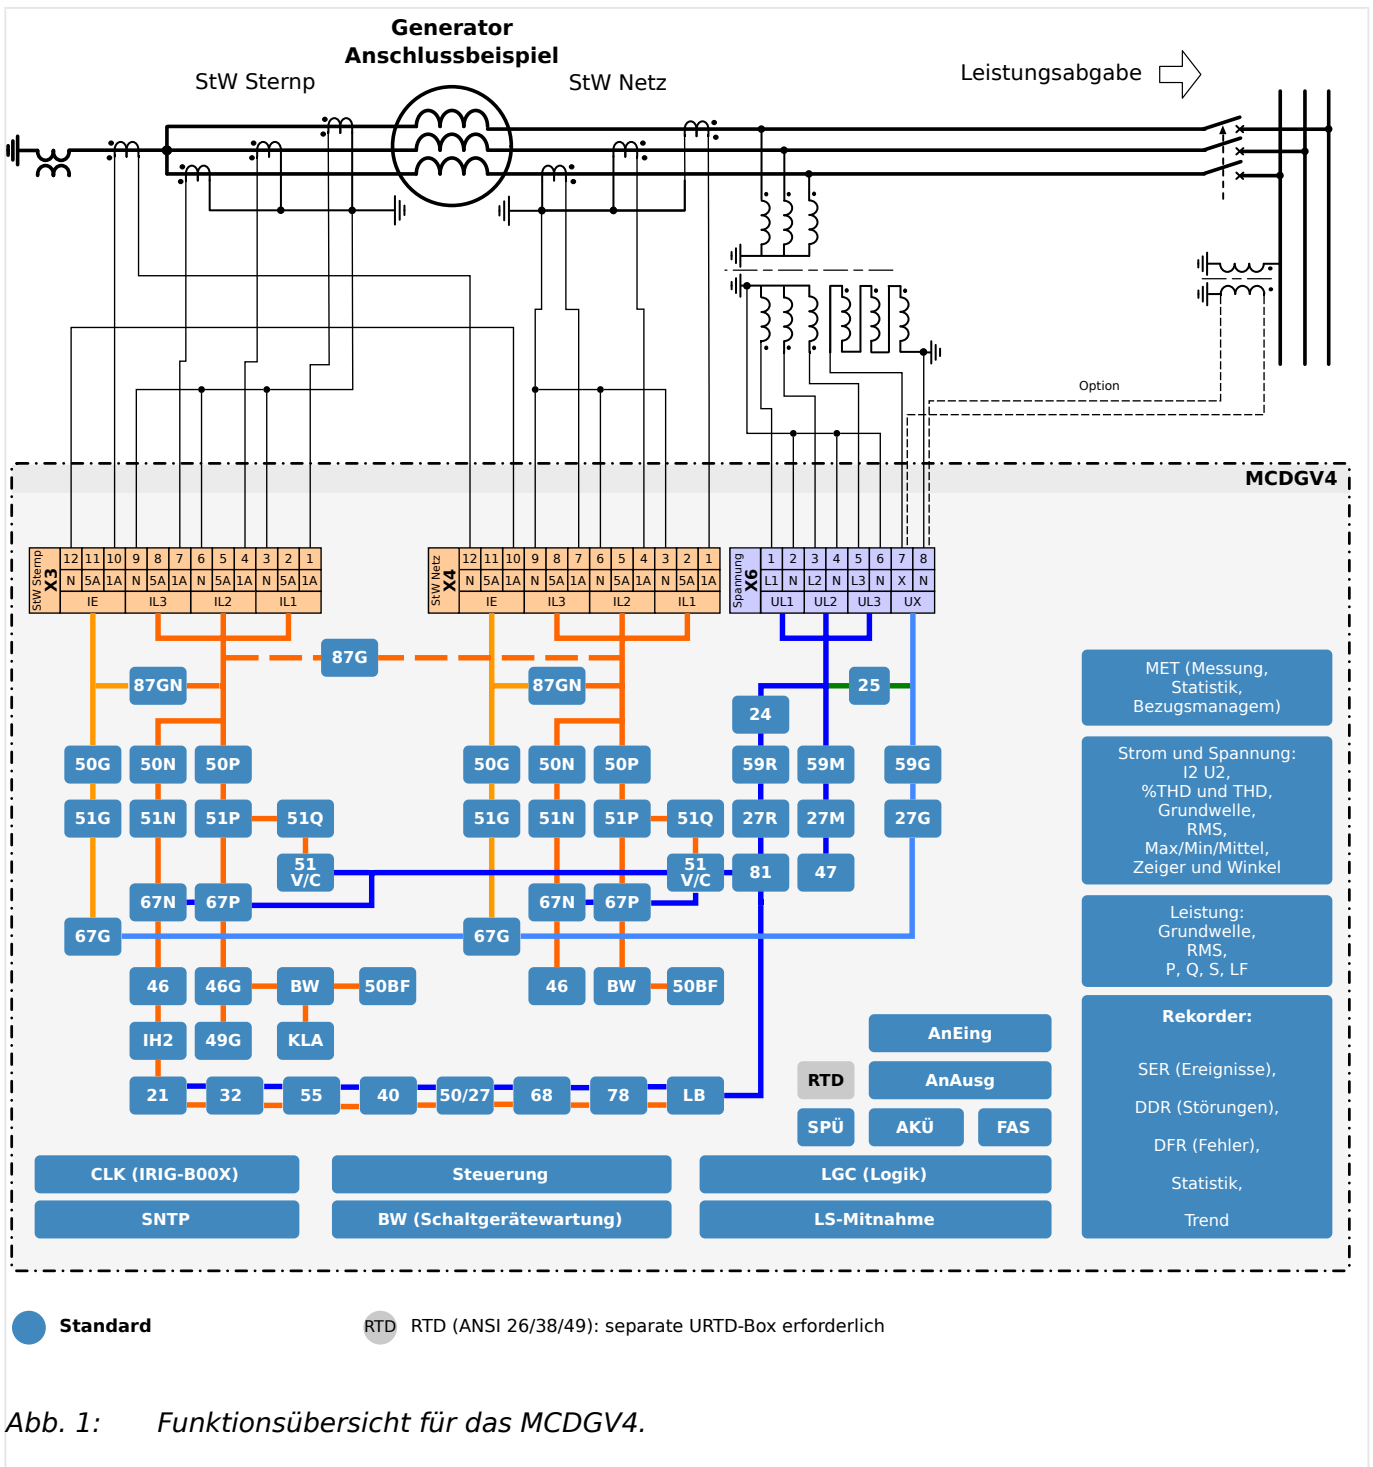 Generator
Anschlussbeispiel
StW Sternp
StW Netz
Leistungsabgabe
Option
MCDGV4
StW Sternp
X3
12 11 10 9 8 7 6 5 4 3 2 1
N 5A 1A N 5A 1A N 5A 1A N 5A 1A
IE IL3 IL2 IL1
StW Netz
X4
12 11 10 9 8 7 6 5 4 3 2 1
N 5A 1A N 5A 1A N 5A 1A N 5A 1A
IE IL3 IL2 IL1
Spannung
X6
1 2 3 4 5 6 7 8
L1 N L2 N L3 N X N
UL1 UL2 UL3 UX
87G
87GN 87GN 25
24
50G 50N 50P 50G 50N 50P 59R 59M 59G
51G 51N 51P 51Q 51G 51N 51P 51Q 27R 27M 27G
51
V/C
51
V/C
81 47
67N 67P 67N 67P
67G 67G
46 46G BW 50BF 46 BW 50BF
IH2 49G KLA
21 32 55 40 50/27 68 78 LB
AnEing
RTD AnAusg
SPÜ AKÜ FAS
CLK (IRIG-B00X) Steuerung LGC (Logik)
SNTP BW (Schaltgerätewartung) LS-Mitnahme
MET (Messung,
Statistik,
Bezugsmanagem)
Strom und Spannung:
I2 U2,
%THD und THD,
Grundwelle,
RMS,
Max/Min/Mittel,
Zeiger und Winkel
Leistung:
Grundwelle,
RMS,
P, Q, S, LF
Rekorder:
SER (Ereignisse),
DDR (Störungen),
DFR (Fehler),
Statistik,
Trend
Standard
RTD RTD (ANSI 26/38/49): separate URTD-Box erforderlich
Abb. 1: Funktionsübersicht für das MCDGV4.